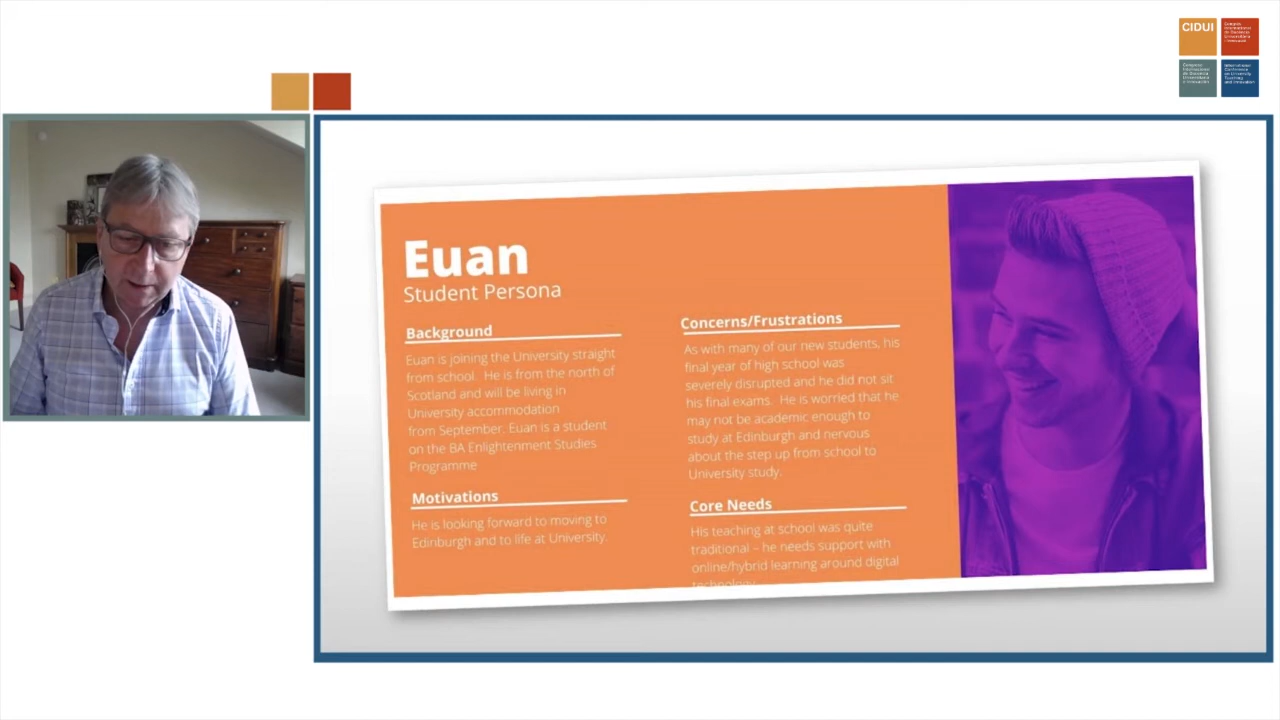 CIDUI
Euan
Student Persona
Background
Euan is joining the University straight
from school. He is from the north of
Scotland and will be living in
University accommodation
from September. Euan is a student
on the BA Enlightenment Studies
Programme
Motivations
He is looking forward to moving to
Edinburgh and to life at University.
Concerns/Frustrations
As with many of our new students, his
final year of high school was
severely disrupted and he did not sit
his final exams. He is worried that he
may not be academic enough to
study at Edinburgh and nervous
about the step up from school to
University study.
Core Needs
His teaching at school was quite
traditional – he needs support with
online/hybrid learning around digital